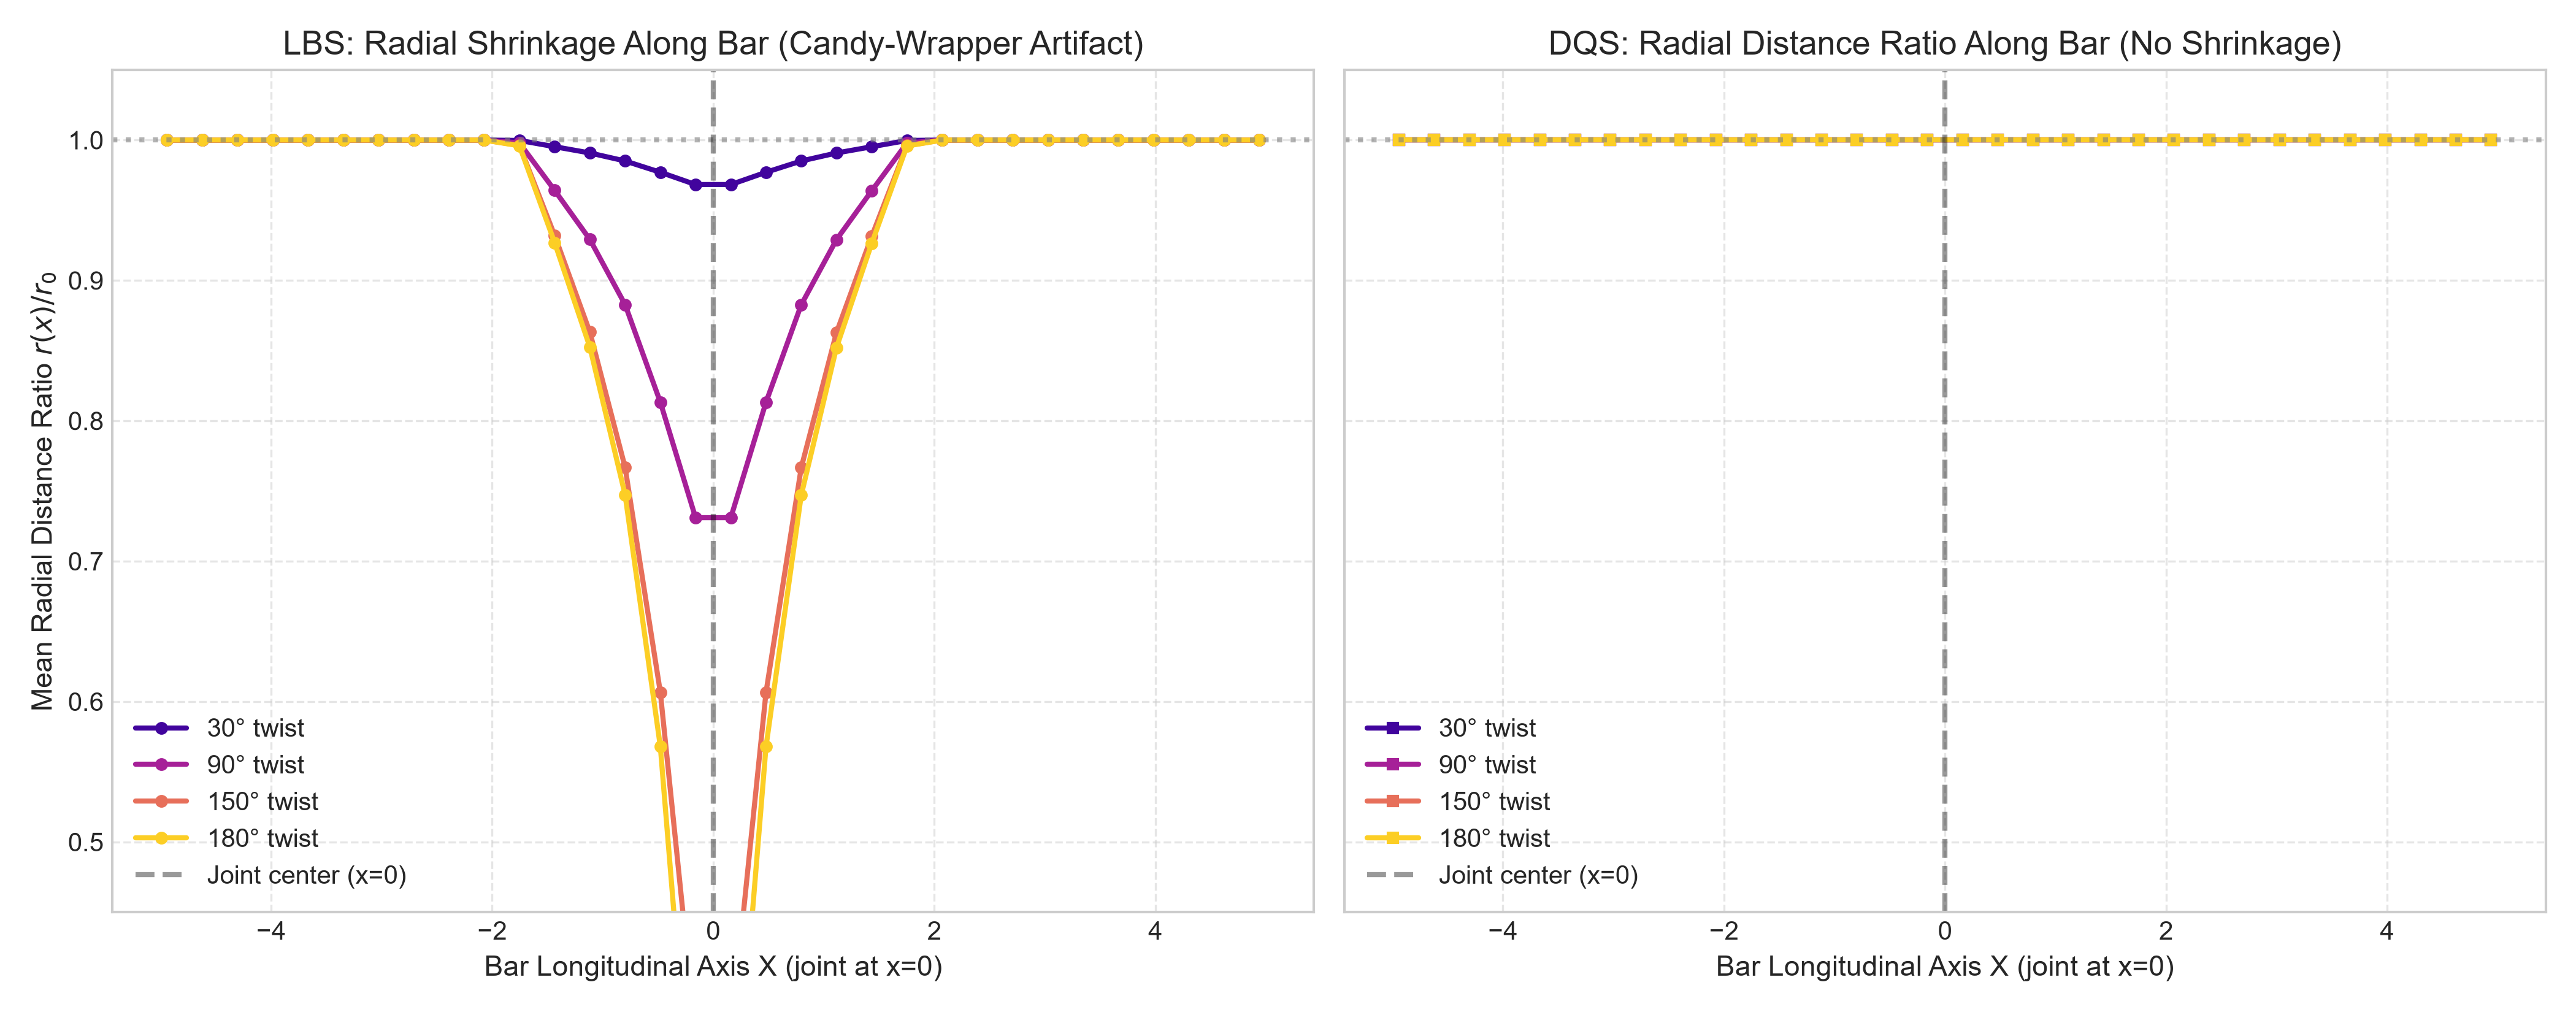 LBS: Radial Shrinkage Along Bar (Candy-Wrapper Artifact)
Mean Radial Distance Ratio r(x)/r₀
1.0
0.9
0.8
0.7
0.6
0.5
30° twist
90° twist
150° twist
180° twist
Joint center (x=0)
−4 −2 0 2 4
Bar Longitudinal Axis X (joint at x=0)
DQS: Radial Distance Ratio Along Bar (No Shrinkage)
30° twist
90° twist
150° twist
180° twist
Joint center (x=0)
−4 −2 0 2 4
Bar Longitudinal Axis X (joint at x=0)